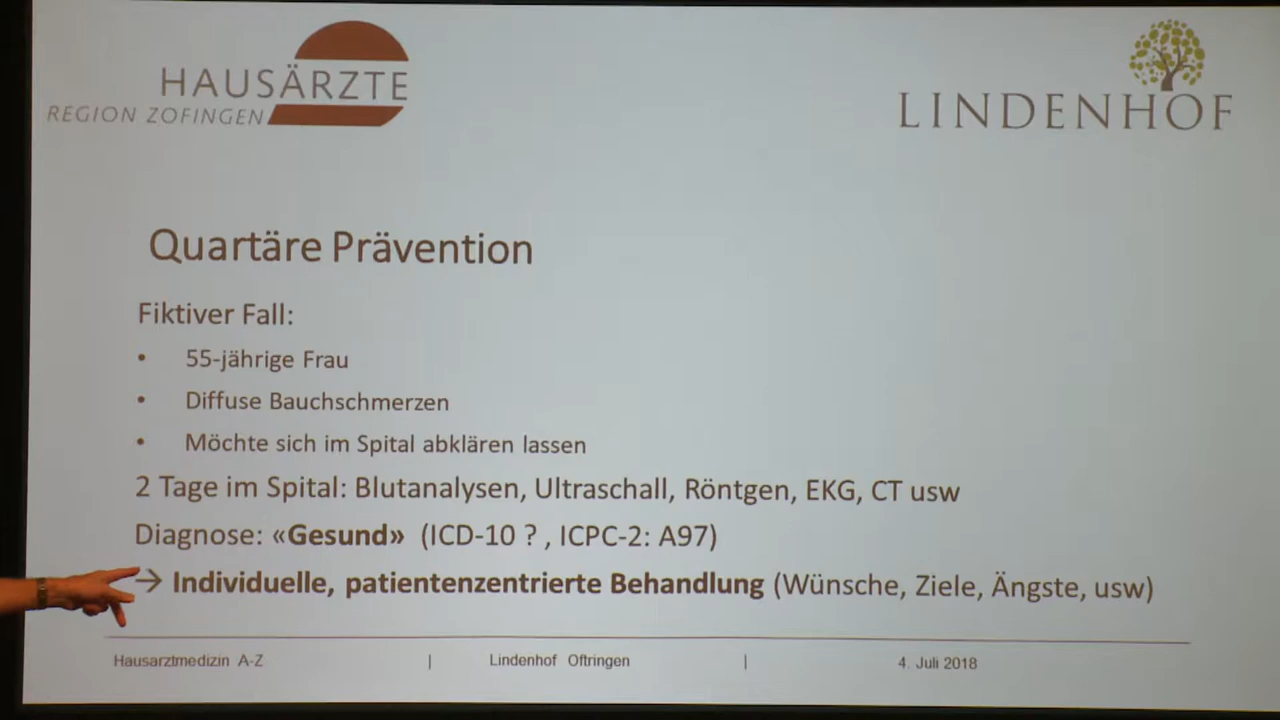 HAUSÄRZTE
REGION ZOFINGEN
LINDENHOF
Quartäre Prävention
Fiktiver Fall:
• 55-jährige Frau
• Diffuse Bauchschmerzen
• Möchte sich im Spital abklären lassen
2 Tage im Spital: Blutanalysen, Ultraschall, Röntgen, EKG, CT usw
Diagnose: «Gesund» (ICD-10 ? , ICPC-2: A97)
→ Individuelle, patientenzentrierte Behandlung (Wünsche, Ziele, Ängste, usw)
Hausarztmedizin A-Z | Lindenhof Oftringen | 4. Juli 2018